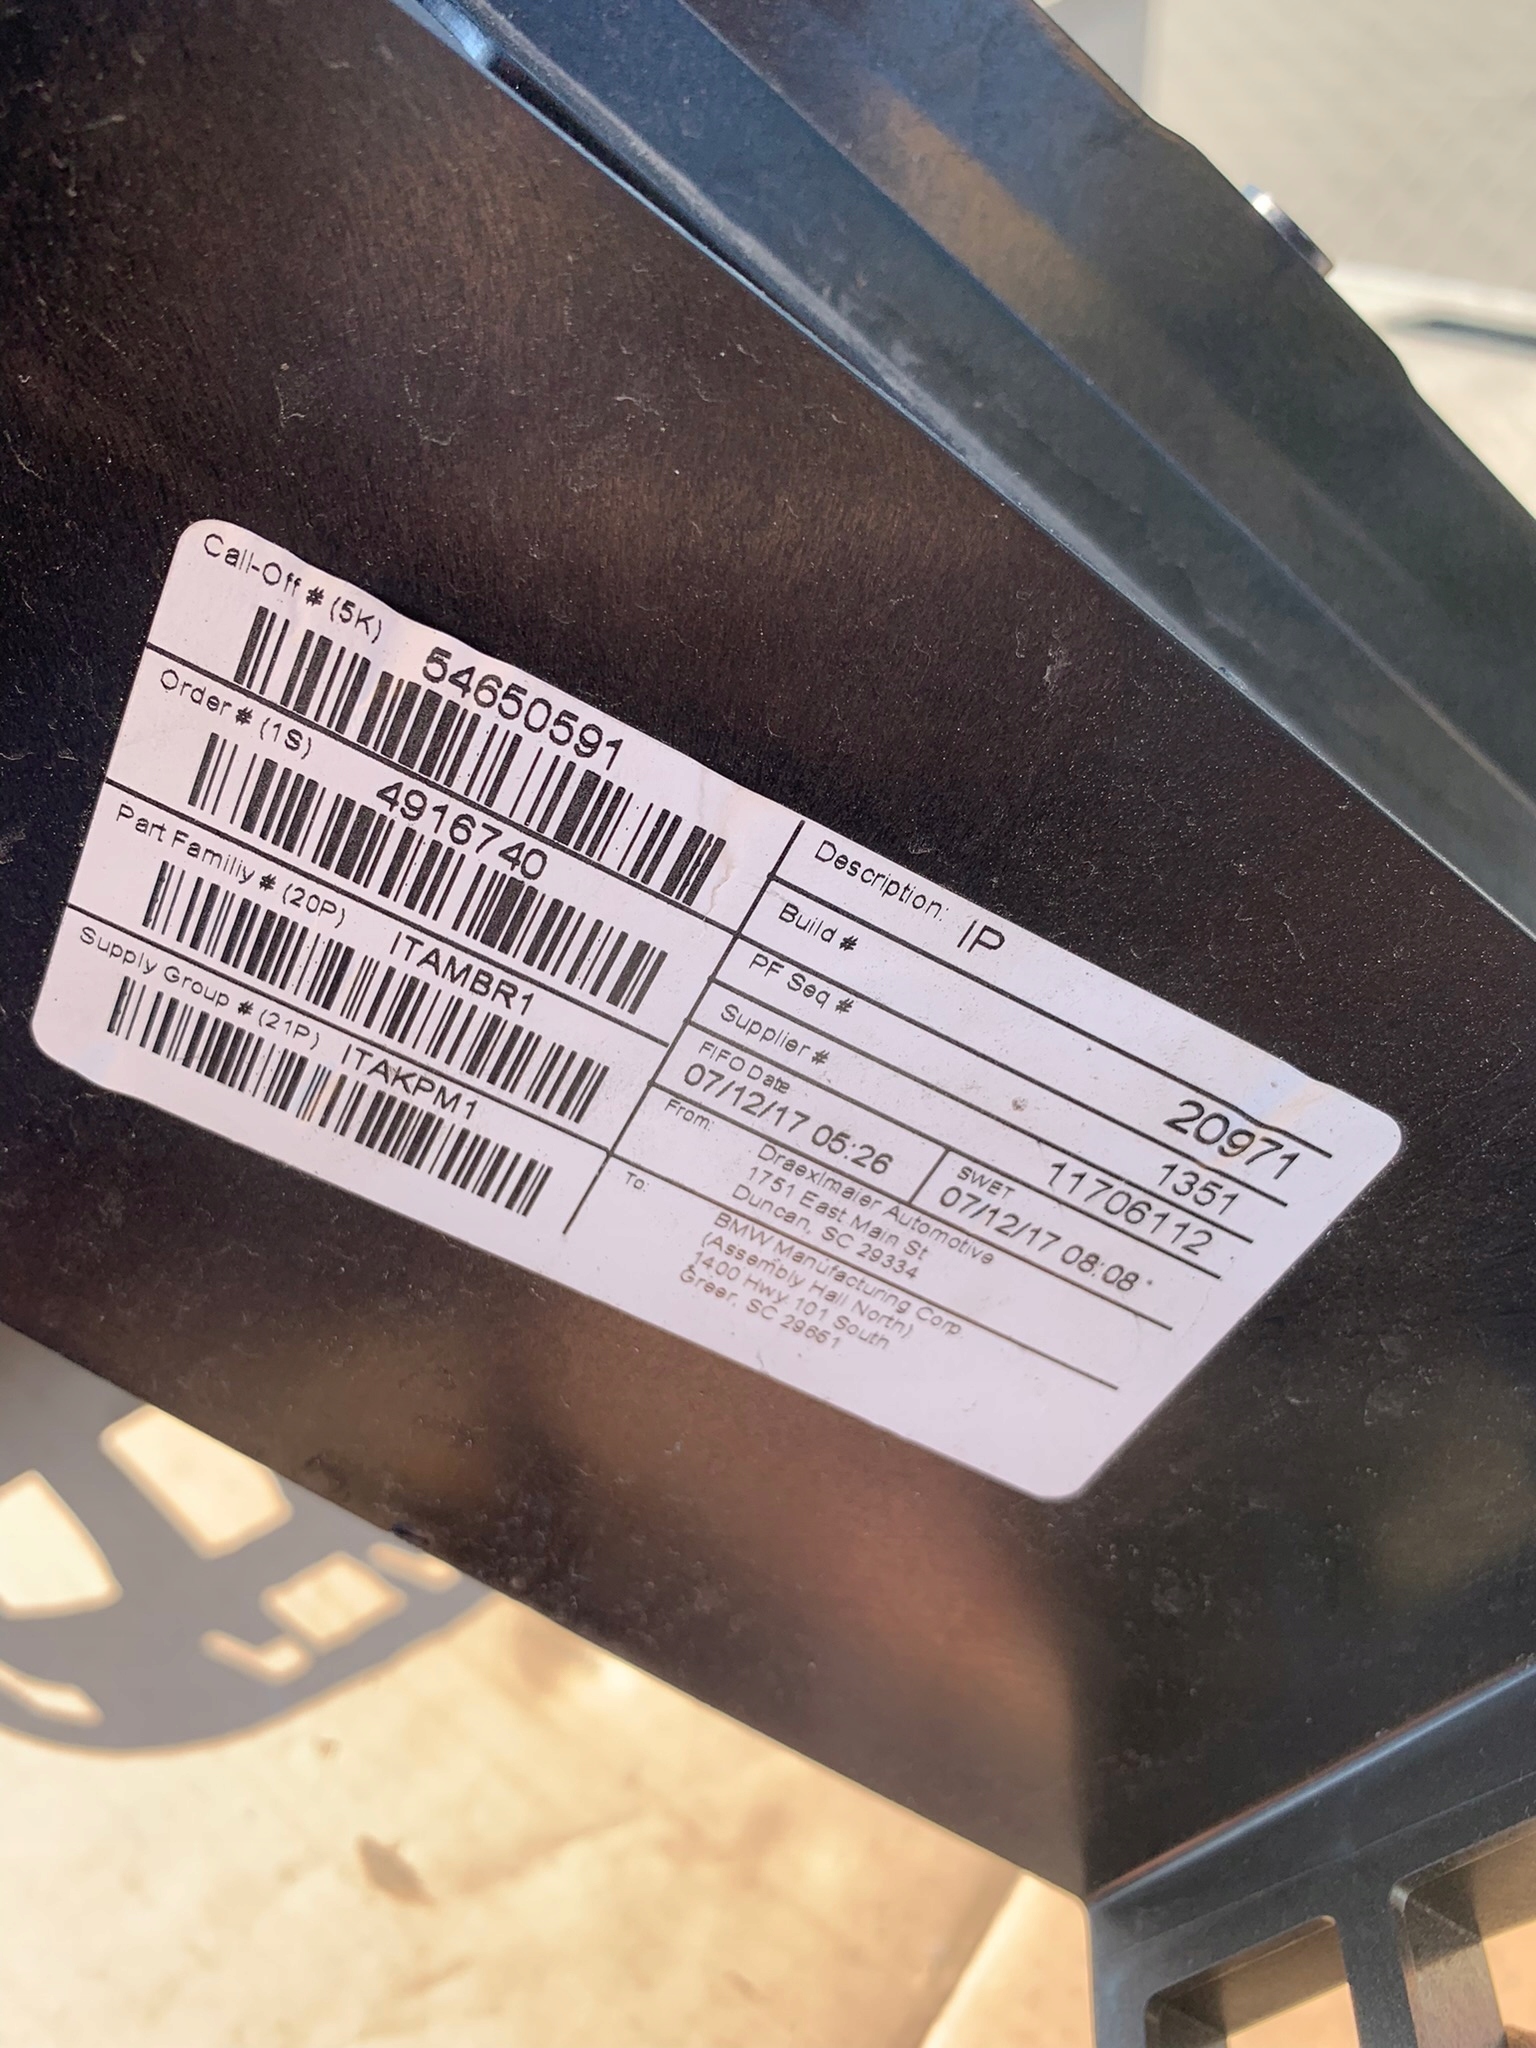 Call-Off # (5K)
54650591
Order # (1S)
4916740
Part Family # (20P)
ITAMBR1
Supply Group # (21P)
ITAKPM1
Description: IP
Build # 20971
PF Seq # 1351
Supplier # 11706112
FIFO Date
07/12/17 05:26
SWET
07/12/17 08:08
From:
Draexlmaier Automotive
1751 East Main St
Duncan, SC 29334
To:
BMW Manufacturing Corp
(Assembly Hall North)
1400 Hwy 101 South
Greer, SC 29651